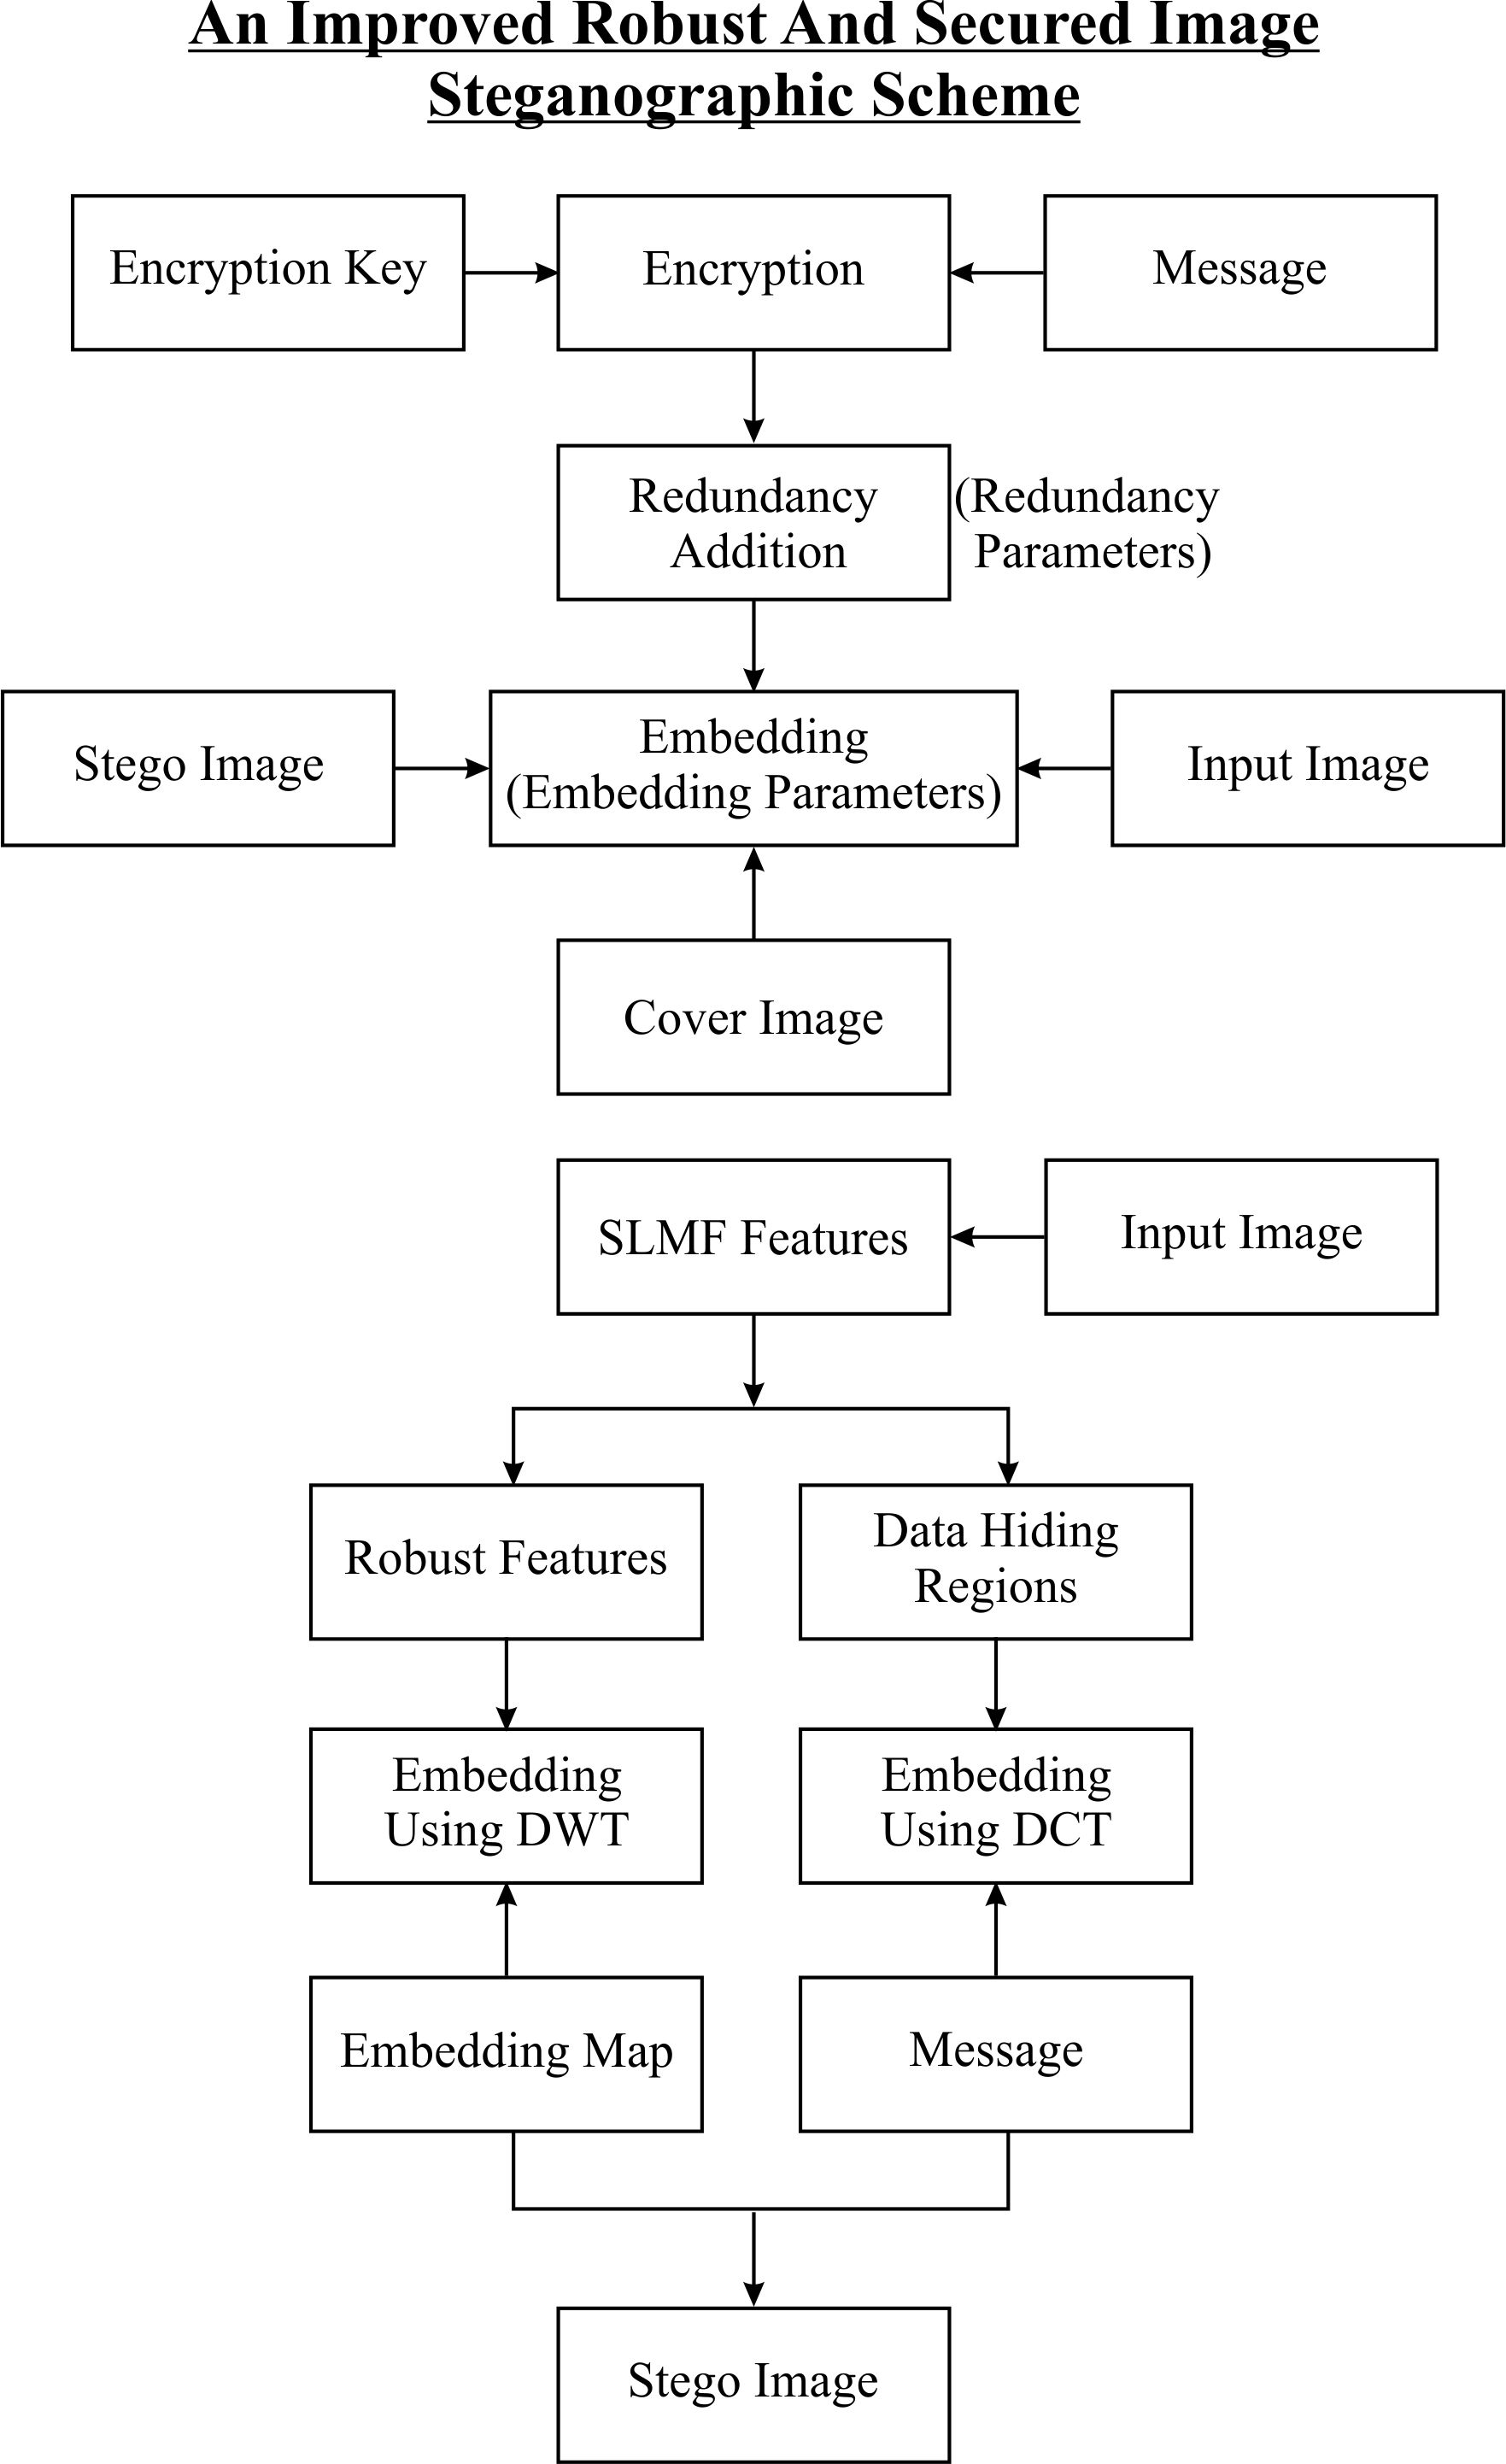 An Improved Robust And Secured Image
Steganographic Scheme
Encryption Key
Encryption
Message
Redundancy
Addition
(Redundancy
Parameters)
Stego Image
Embedding
(Embedding Parameters)
Input Image
Cover Image
SLMF Features
Input Image
Robust Features
Data Hiding
Regions
Embedding
Using DWT
Embedding
Using DCT
Embedding Map
Message
Stego Image